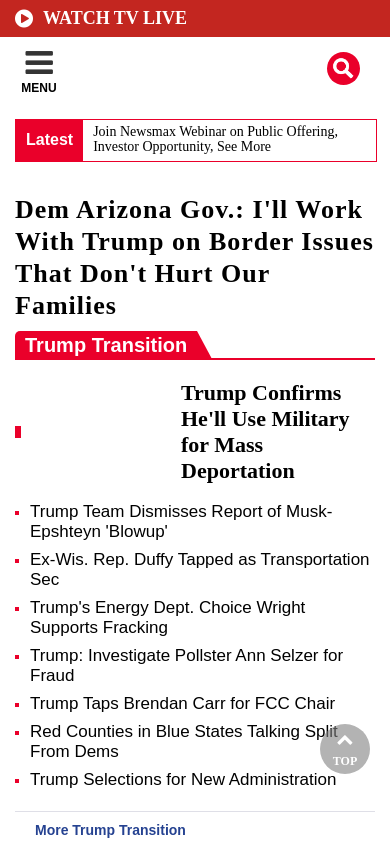 WATCH TV LIVE
MENU
Latest
Join Newsmax Webinar on Public Offering,
Investor Opportunity, See More
Dem Arizona Gov.: I'll Work
With Trump on Border Issues
That Don't Hurt Our
Families
Trump Transition
Trump Confirms
He'll Use Military
for Mass
Deportation
Trump Team Dismisses Report of Musk-
Epshteyn 'Blowup'
Ex-Wis. Rep. Duffy Tapped as Transportation
Sec
Trump's Energy Dept. Choice Wright
Supports Fracking
Trump: Investigate Pollster Ann Selzer for
Fraud
Trump Taps Brendan Carr for FCC Chair
Red Counties in Blue States Talking Split
From Dems
TOP
Trump Selections for New Administration
More Trump Transition